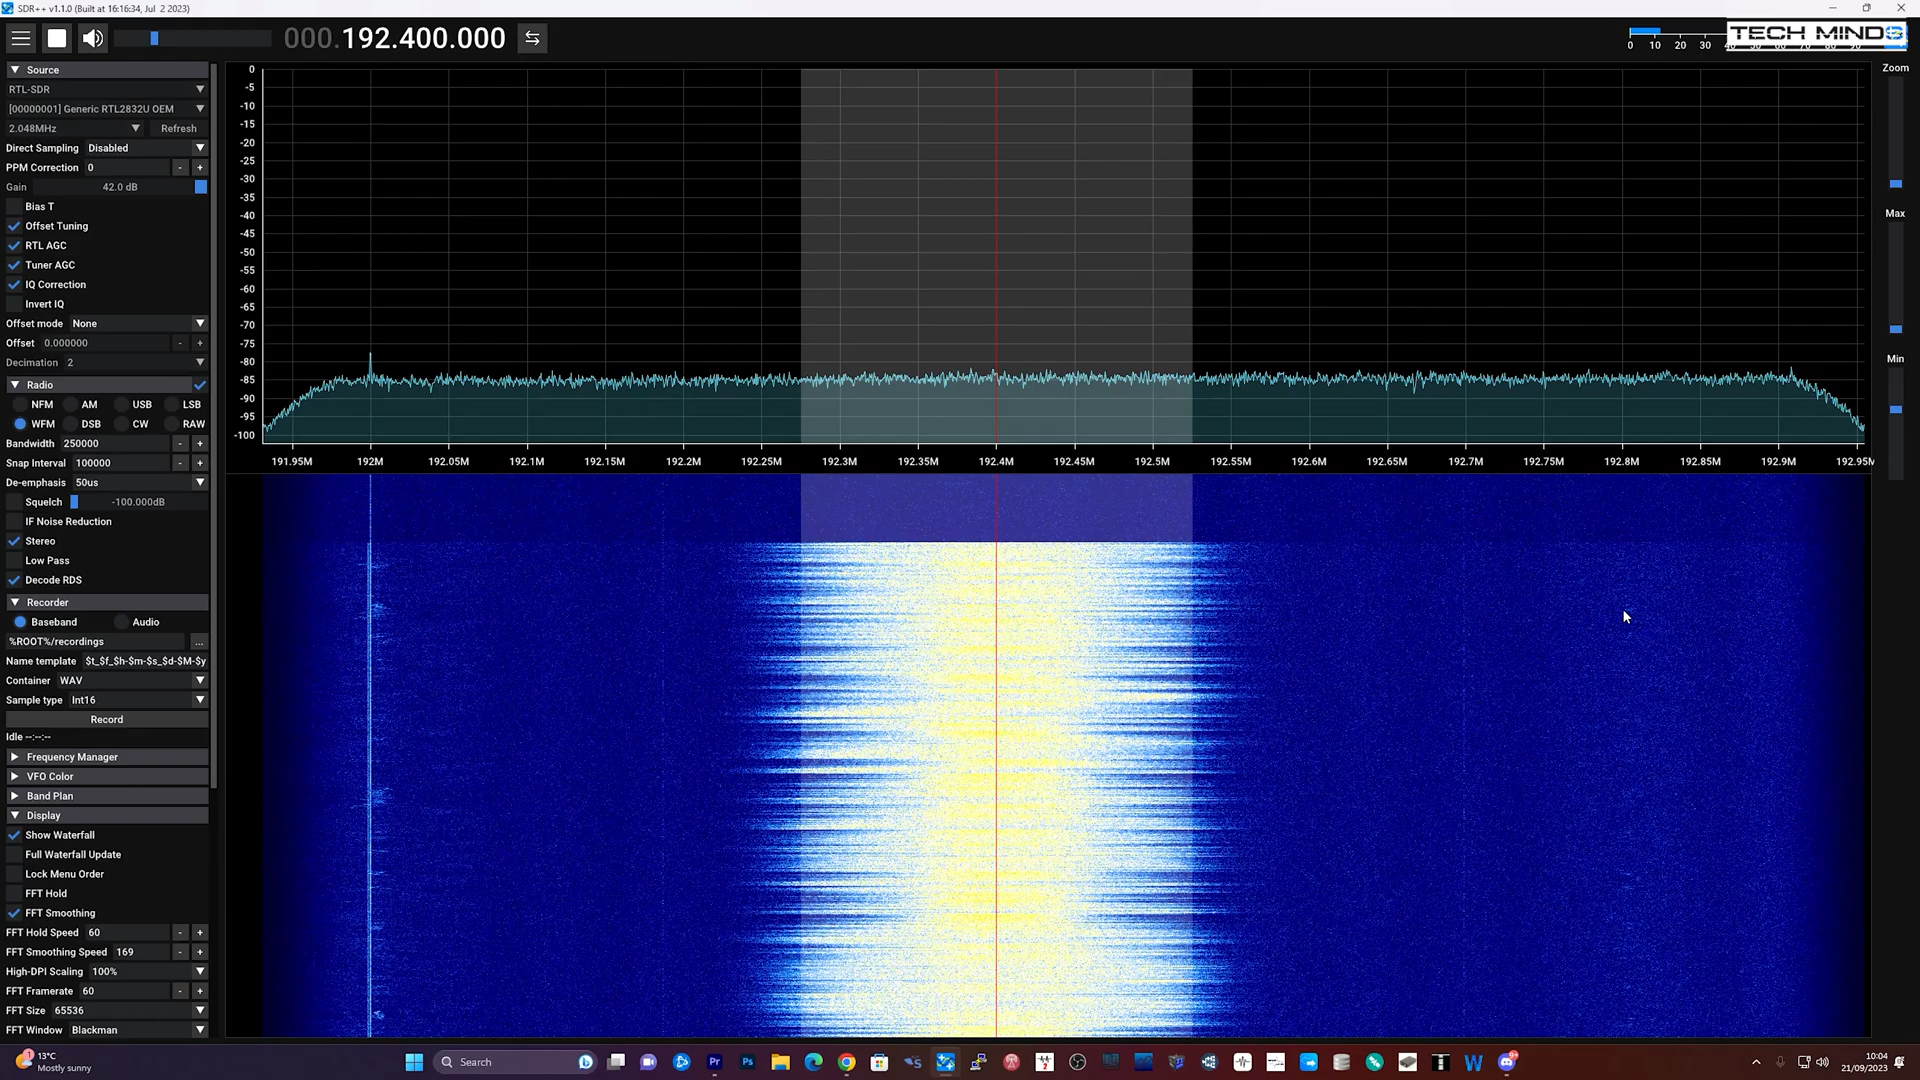 SDR++ v1.1.0 (Built at 16:16:34, Jul 2 2023)
000.192.400.000
0 10 20 30
TECH MINDS
Source
RTL-SDR
[00000001] Generic RTL2832U OEM
2.048MHz Refresh
Direct Sampling Disabled
PPM Correction 0 - +
Gain 42.0 dB
Bias T
Offset Tuning
RTL AGC
Tuner AGC
IQ Correction
Invert IQ
Offset mode None
Offset 0.000000 - +
Decimation 2
Radio
NFM AM USB LSB
WFM DSB CW RAW
Bandwidth 250000 - +
Snap Interval 100000 - +
De-emphasis 50us
Squelch -100.000dB
IF Noise Reduction
Stereo
Low Pass
Decode RDS
Recorder
Baseband Audio
%ROOT%/recordings ...
Name template $t_$f_$h-$m-$s_$d-$M-$y
Container WAV
Sample type Int16
Record
Idle --:--:--
Frequency Manager
VFO Color
Band Plan
Display
Show Waterfall
Full Waterfall Update
Lock Menu Order
FFT Hold
FFT Smoothing
FFT Hold Speed 60 - +
FFT Smoothing Speed 169 - +
High-DPI Scaling 100%
FFT Framerate 60 - +
FFT Size 65536
FFT Window Blackman
0
-5
-10
-15
-20
-25
-30
-35
-40
-45
-50
-55
-60
-65
-70
-75
-80
-85
-90
-95
-100
191.95M 192M 192.05M 192.1M 192.15M 192.2M 192.25M 192.3M 192.35M 192.4M 192.45M 192.5M 192.55M 192.6M 192.65M 192.7M 192.75M 192.8M 192.85M 192.9M 192.95M
Zoom
Max
Min
13°C
Mostly sunny
Search
Pr
Ps
W
10:04
21/09/2023